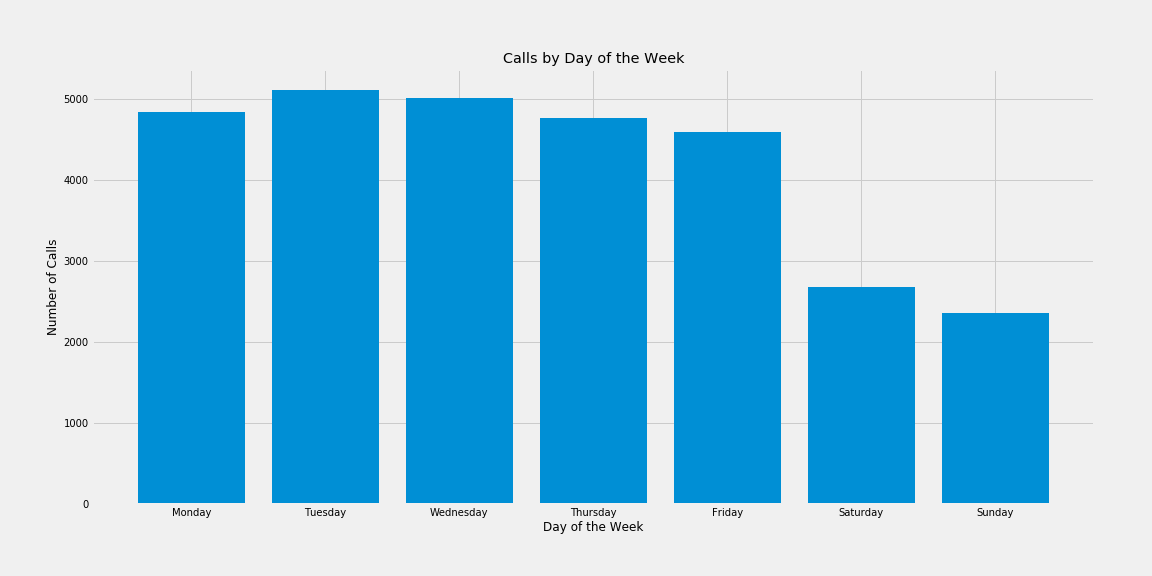 Calls by Day of the Week
5000
4000
3000
2000
1000
0
Number of Calls
Monday Tuesday Wednesday Thursday Friday Saturday Sunday
Day of the Week